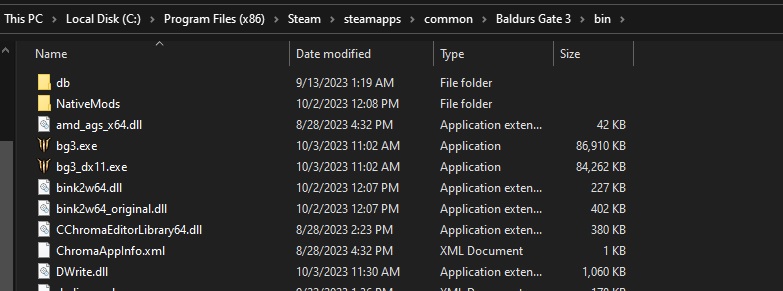 This PC > Local Disk (C:) > Program Files (x86) > Steam > steamapps > common > Baldurs Gate 3 > bin >
Name Date modified Type Size
db 9/13/2023 1:19 AM File folder
NativeMods 10/2/2023 12:08 PM File folder
amd_ags_x64.dll 8/28/2023 4:32 PM Application exten... 42 KB
bg3.exe 10/3/2023 11:02 AM Application 86,910 KB
bg3_dx11.exe 10/3/2023 11:02 AM Application 84,262 KB
bink2w64.dll 10/2/2023 12:07 PM Application exten... 227 KB
bink2w64_original.dll 10/2/2023 12:07 PM Application exten... 402 KB
CChromaEditorLibrary64.dll 8/28/2023 2:23 PM Application exten... 380 KB
ChromaAppInfo.xml 8/28/2023 4:32 PM XML Document 1 KB
DWrite.dll 10/3/2023 11:30 AM Application exten... 1,060 KB